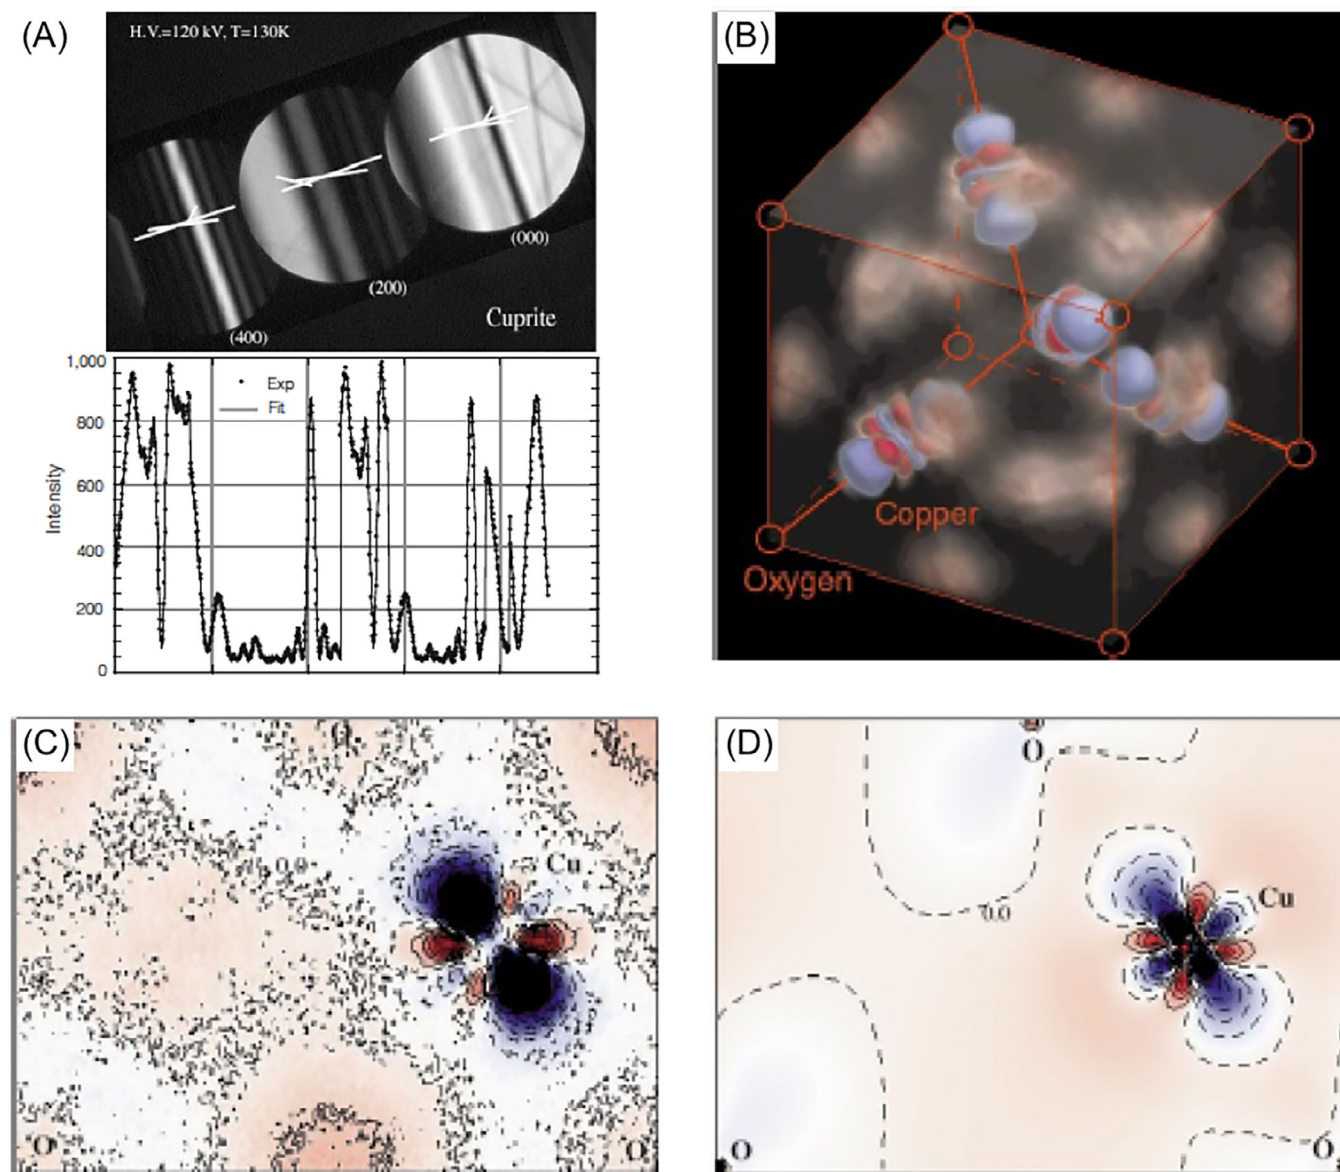 (A)
H.V.=120 kV, T=130K
(000)
(200)
(400)
Cuprite
1,000
800
600
400
200
0
Intensity
Exp
Fit
(B)
Copper
Oxygen
(C)
0.0
Cu
O
O
O
(D)
O
Cu
0.0
O
O